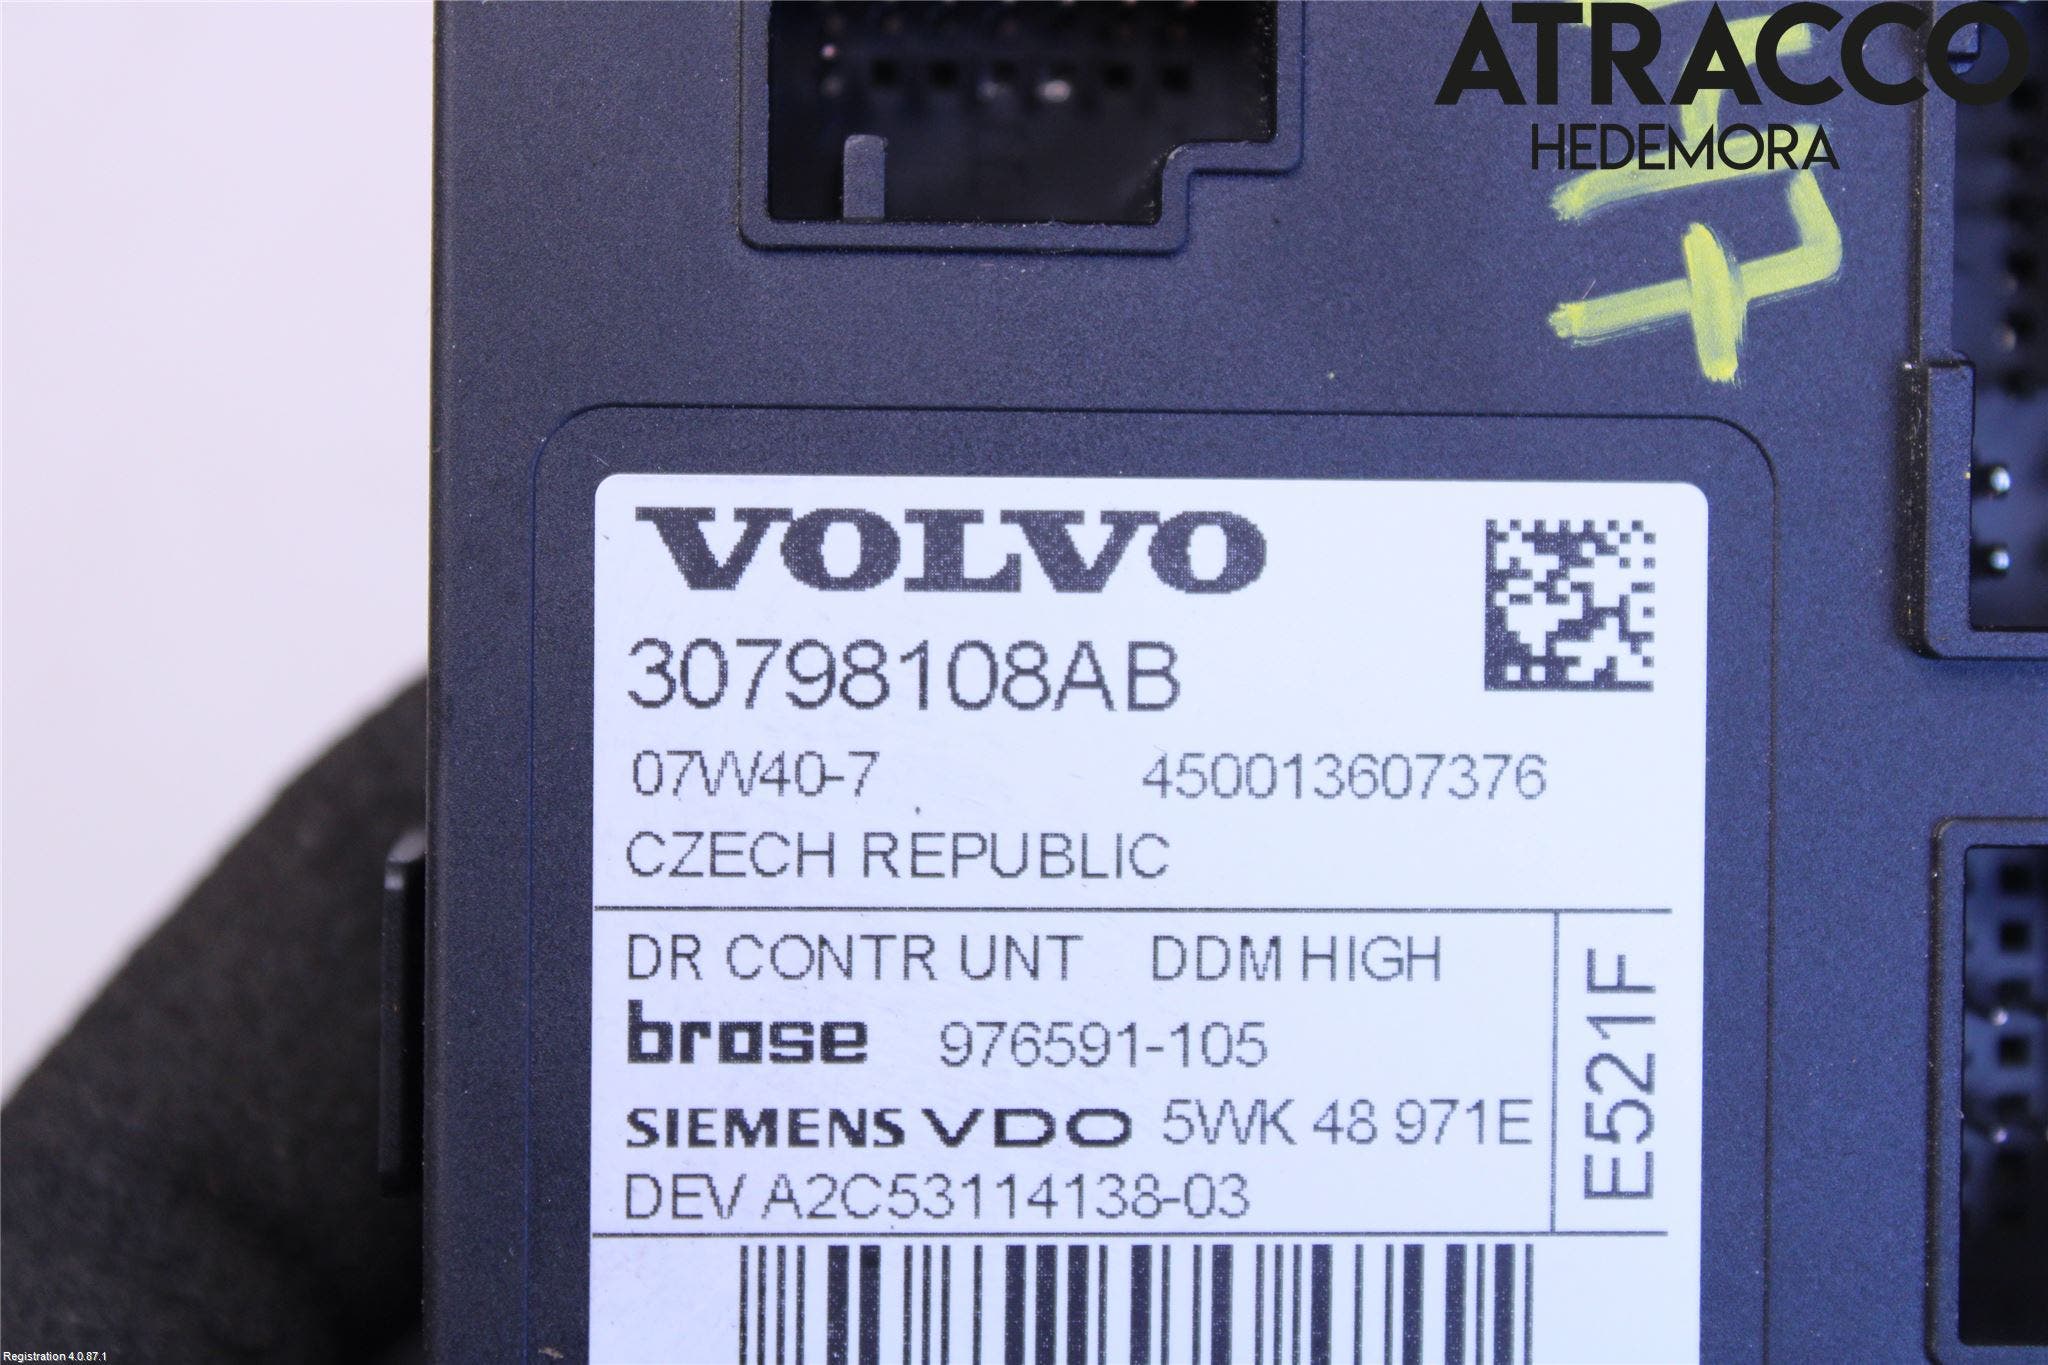 ATRACCO
HEDEMORA
VOLVO
30798108AB
07W40-7 450013607376
CZECH REPUBLIC
DR CONTR UNT DDM HIGH
brose 976591-105
SIEMENS VDO 5WK 48 971E
DEV A2C53114138-03
E521F
Registration 4.0.87.1